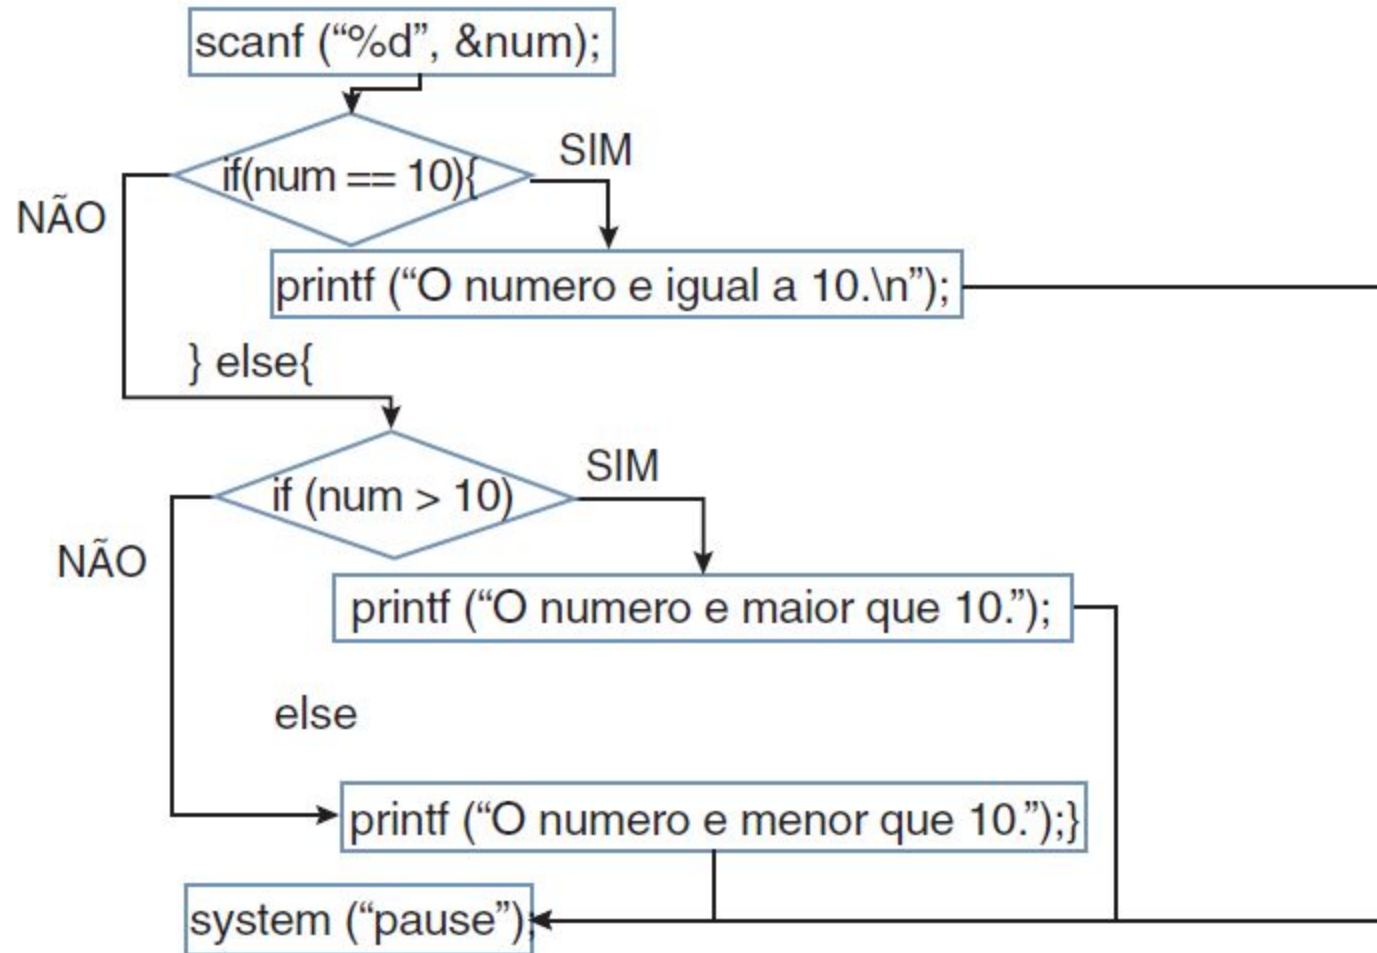 scanf (“%d”, &num);
SIM
if(num == 10){
NÃO
printf (“O numero e igual a 10.\n”);
} else{
SIM
if (num > 10)
NÃO
printf (“O numero e maior que 10.”);
else
printf (“O numero e menor que 10.”);}
system (“pause”);